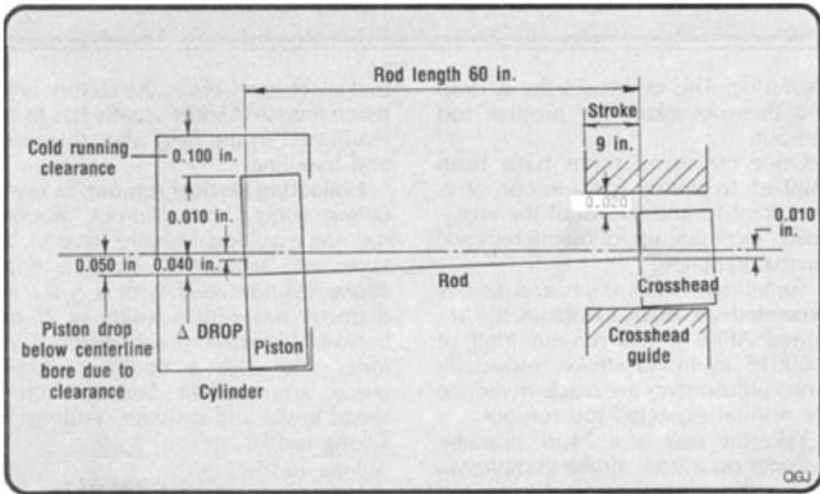 Rod length 60 in.
Stroke
9 in.
Cold running
clearance
0.100 in.
0.010 in.
0.020
0.010
in.
0.050 in
0.040 in.
Rod
Crosshead
Piston drop
below centerline
bore due to
clearance
Δ DROP
Piston
Cylinder
Crosshead
guide
OGJ